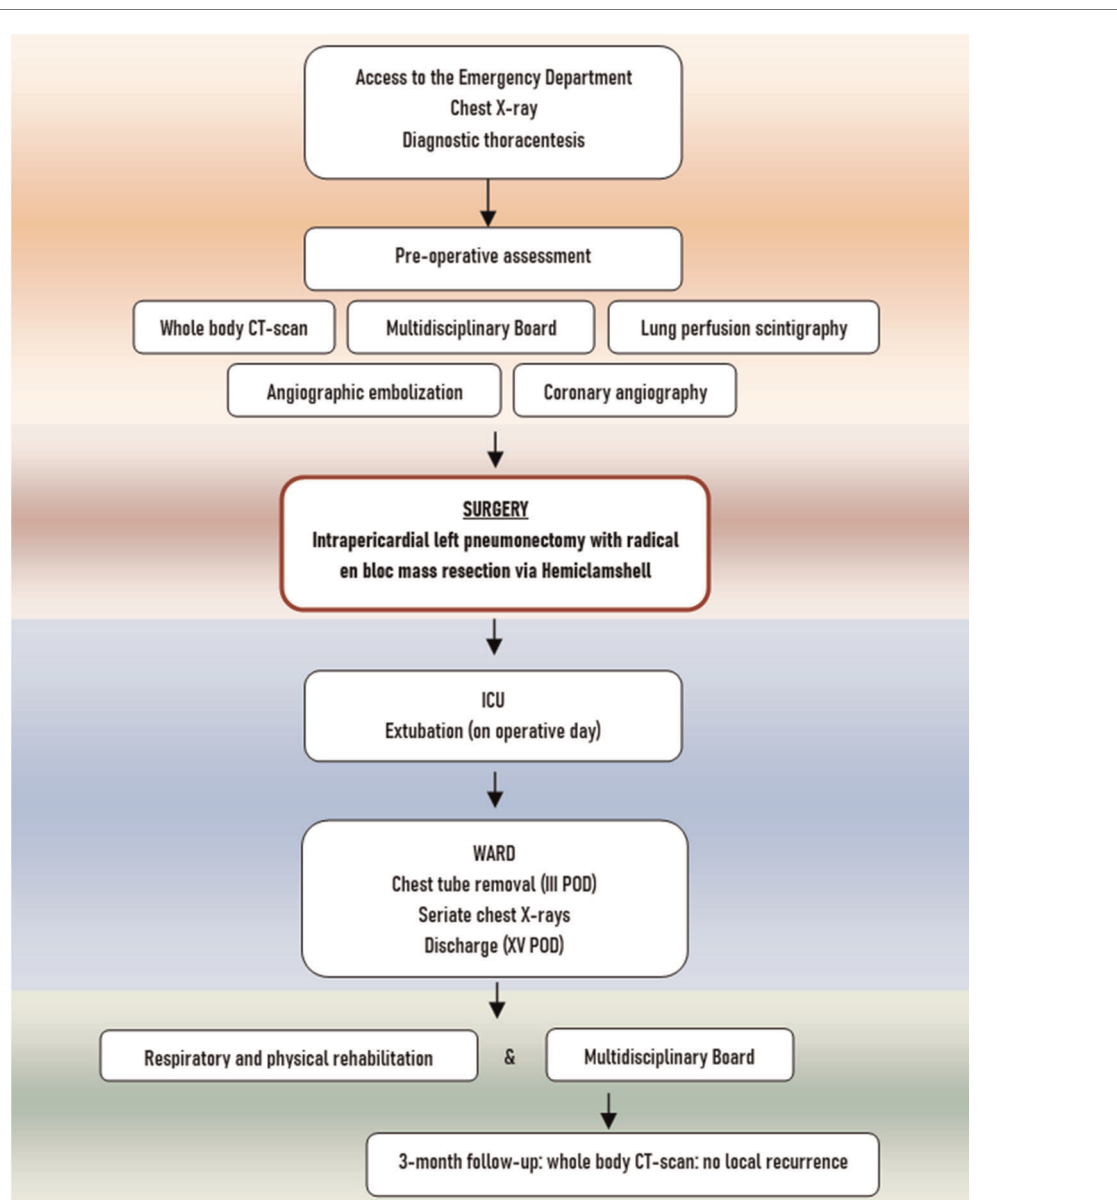 Access to the Emergency Department
Chest X-ray
Diagnostic thoracentesis
Pre-operative assessment
Whole body CT-scan
Multidisciplinary Board
Lung perfusion scintigraphy
Angiographic embolization
Coronary angiography
SURGERY
Intrapericardial left pneumonectomy with radical
en bloc mass resection via Hemiclamshell
ICU
Extubation (on operative day)
WARD
Chest tube removal (III POD)
Seriate chest X-rays
Discharge (XV POD)
Respiratory and physical rehabilitation
&
Multidisciplinary Board
3-month follow-up: whole body CT-scan: no local recurrence